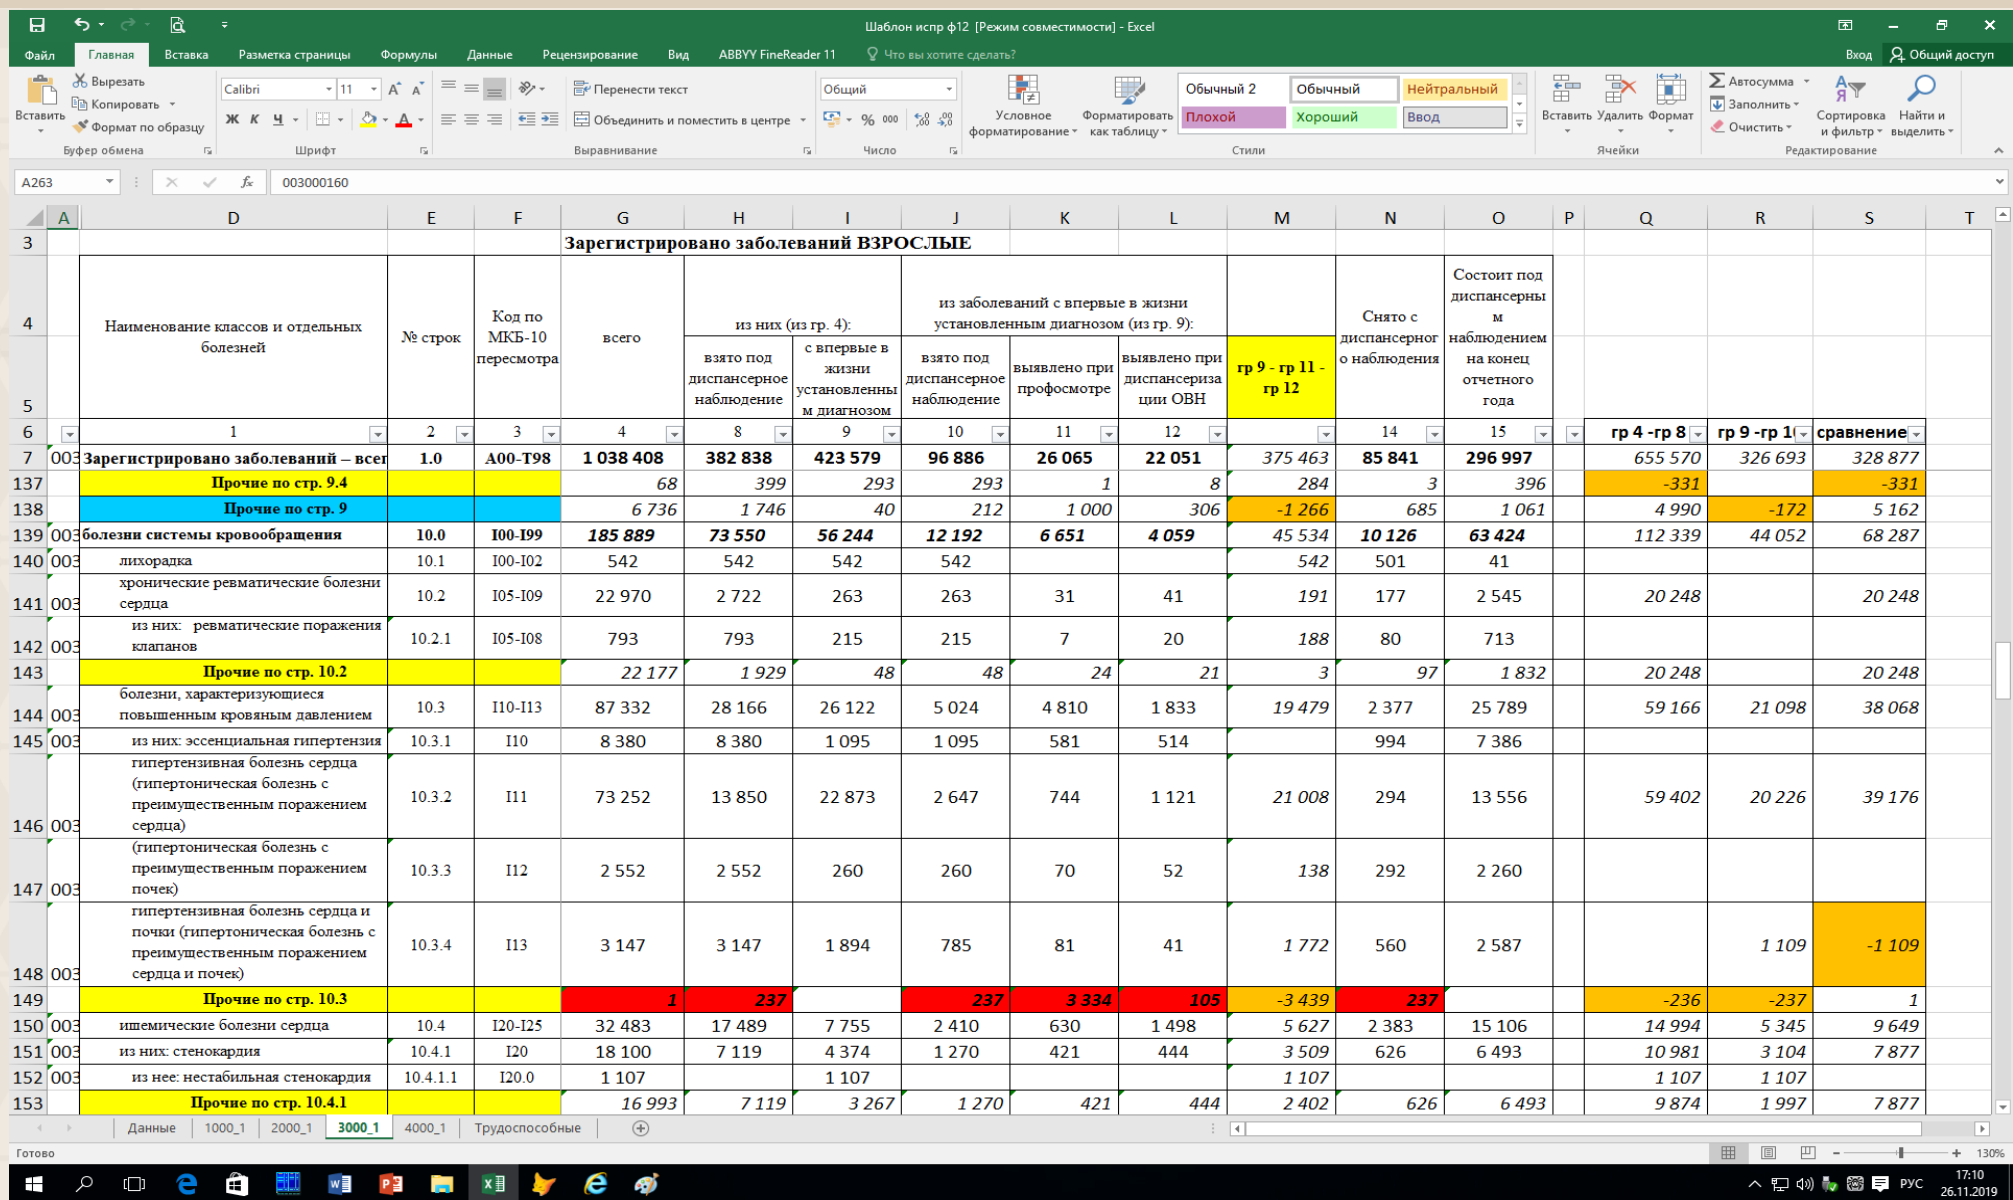 Шаблон испр ф12 [Режим совместимости] - Excel
Файл Главная Вставка Разметка страницы Формулы Данные Рецензирование Вид ABBYY FineReader 11 Что вы хотите сделать? Вход Общий доступ
Вставить
Вырезать
Копировать
Формат по образцу
Calibri 11
Ж К Ч
Перенести текст
Объединить и поместить в центре
Общий
% 000
Условное форматирование
Форматировать как таблицу
Обычный 2 Обычный Нейтральный
Плохой Хороший Ввод
Вставить Удалить Формат
Автосумма
Заполнить
Очистить
Сортировка и фильтр
Найти и выделить
Буфер обмена Шрифт Выравнивание Число Стили Ячейки Редактирование
A263 fx 003000160
A D E F G H I J K L M N O P Q R S T
3 Зарегистрировано заболеваний ВЗРОСЛЫЕ
4
5
Наименование классов и отдельных болезней
№ строк
Код по МКБ-10 пересмотра
всего
из них (из гр. 4):
взято под диспансерное наблюдение
с впервые в жизни установленны м диагнозом
из заболеваний с впервые в жизни установленным диагнозом (из гр. 9):
взято под диспансерное наблюдение
выявлено при профосмотре
выявлено при диспансериза ции ОВН
гр 9 - гр 11 - гр 12
Снято с диспансерног о наблюдения
Состоит под диспансерны м наблюдением на конец отчетного года
6 1 2 3 4 8 9 10 11 12 14 15 гр 4 -гр 8 гр 9 -гр 1 сравнение
7 003 Зарегистрировано заболеваний – всег 1.0 A00-T98 1 038 408 382 838 423 579 96 886 26 065 22 051 375 463 85 841 296 997 655 570 326 693 328 877
137 Прочие по стр. 9.4 68 399 293 293 1 8 284 3 396 -331 -331
138 Прочие по стр. 9 6 736 1 746 40 212 1 000 306 -1 266 685 1 061 4 990 -172 5 162
139 003 болезни системы кровообращения 10.0 I00-I99 185 889 73 550 56 244 12 192 6 651 4 059 45 534 10 126 63 424 112 339 44 052 68 287
140 003 лихорадка 10.1 I00-I02 542 542 542 542 542 501 41
141 003 хронические ревматические болезни сердца 10.2 I05-I09 22 970 2 722 263 263 31 41 191 177 2 545 20 248 20 248
142 003 из них: ревматические поражения клапанов 10.2.1 I05-I08 793 793 215 215 7 20 188 80 713
143 Прочие по стр. 10.2 22 177 1 929 48 48 24 21 3 97 1 832 20 248 20 248
144 003 болезни, характеризующиеся повышенным кровяным давлением 10.3 I10-I13 87 332 28 166 26 122 5 024 4 810 1 833 19 479 2 377 25 789 59 166 21 098 38 068
145 003 из них: эссенциальная гипертензия 10.3.1 I10 8 380 8 380 1 095 1 095 581 514 994 7 386
146 003 гипертензивная болезнь сердца (гипертоническая болезнь с преимущественным поражением сердца) 10.3.2 I11 73 252 13 850 22 873 2 647 744 1 121 21 008 294 13 556 59 402 20 226 39 176
147 003 (гипертоническая болезнь с преимущественным поражением почек) 10.3.3 I12 2 552 2 552 260 260 70 52 138 292 2 260
148 003 гипертензивная болезнь сердца и почки (гипертоническая болезнь с преимущественным поражением сердца и почек) 10.3.4 I13 3 147 3 147 1 894 785 81 41 1 772 560 2 587 1 109 -1 109
149 Прочие по стр. 10.3 1 237 237 3 334 105 -3 439 237 -236 -237 1
150 003 ишемические болезни сердца 10.4 I20-I25 32 483 17 489 7 755 2 410 630 1 498 5 627 2 383 15 106 14 994 5 345 9 649
151 003 из них: стенокардия 10.4.1 I20 18 100 7 119 4 374 1 270 421 444 3 509 626 6 493 10 981 3 104 7 877
152 003 из нее: нестабильная стенокардия 10.4.1.1 I20.0 1 107 1 107 1 107 1 107 1 107
153 Прочие по стр. 10.4.1 16 993 7 119 3 267 1 270 421 444 2 402 626 6 493 9 874 1 997 7 877
Данные 1000_1 2000_1 3000_1 4000_1 Трудоспособные
Готово 130%
РУС 17:10
26.11.2019